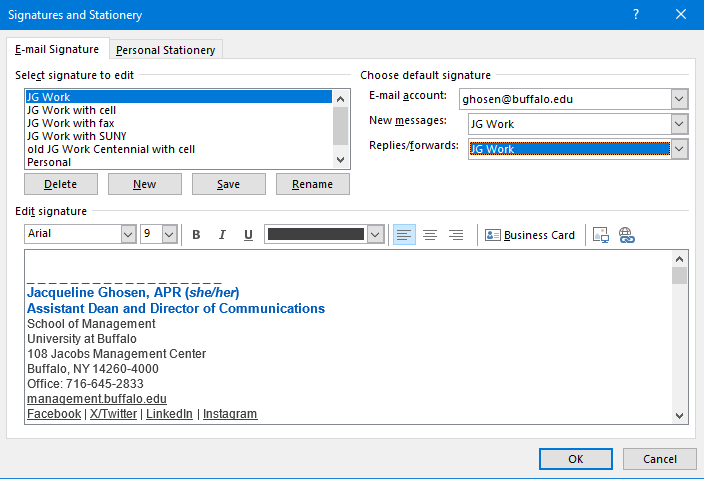 Signatures and Stationery
? ×
E-mail Signature
Personal Stationery
Select signature to edit
JG Work
JG Work with cell
JG Work with fax
JG Work with SUNY
old JG Work Centennial with cell
Personal
Delete
New
Save
Rename
Choose default signature
E-mail account: ghosen@buffalo.edu
New messages: JG Work
Replies/forwards: JG Work
Edit signature
Arial 9 B I U Business Card
_ _ _ _ _ _ _ _ _ _ _ _ _ _ _ _ _ _
Jacqueline Ghosen, APR (she/her)
Assistant Dean and Director of Communications
School of Management
University at Buffalo
108 Jacobs Management Center
Buffalo, NY 14260-4000
Office: 716-645-2833
management.buffalo.edu
Facebook | X/Twitter | LinkedIn | Instagram
OK
Cancel